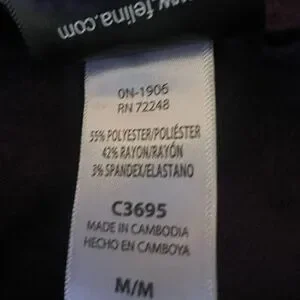 www.felina.com
0N-1906
RN 72248
55% POLYESTER/POLIÉSTER
42% RAYON/RAYÓN
3% SPANDEX/ELASTANO
C3695
MADE IN CAMBODIA
HECHO EN CAMBOYA
M/M